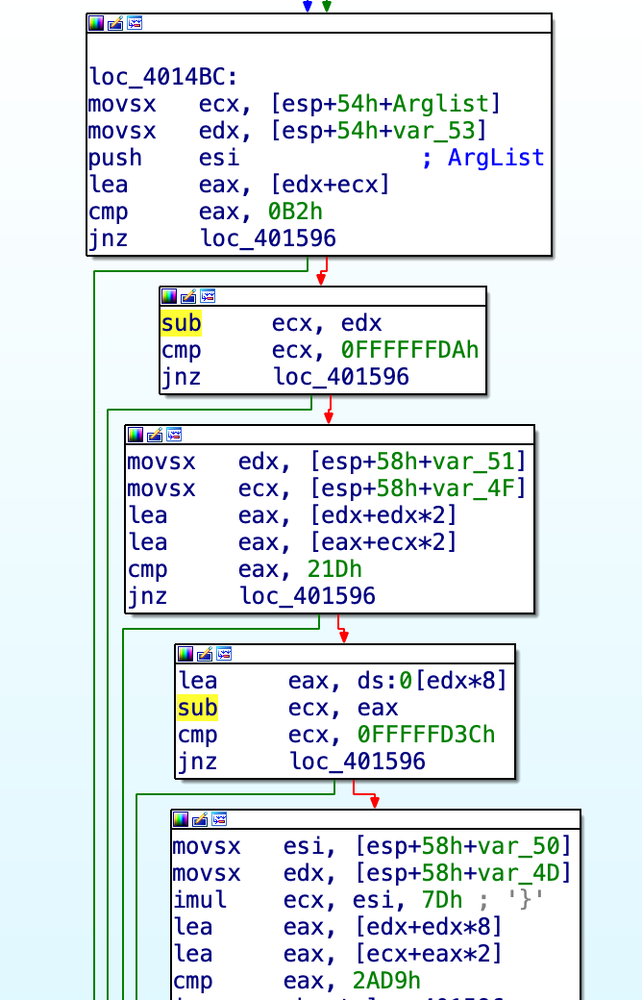 loc_4014BC:
movsx ecx, [esp+54h+Arglist]
movsx edx, [esp+54h+var_53]
push esi ; ArgList
lea eax, [edx+ecx]
cmp eax, 0B2h
jnz loc_401596
sub ecx, edx
cmp ecx, 0FFFFFFDAh
jnz loc_401596
movsx edx, [esp+58h+var_51]
movsx ecx, [esp+58h+var_4F]
lea eax, [edx+edx*2]
lea eax, [eax+ecx*2]
cmp eax, 21Dh
jnz loc_401596
lea eax, ds:0[edx*8]
sub ecx, eax
cmp ecx, 0FFFFFD3Ch
jnz loc_401596
movsx esi, [esp+58h+var_50]
movsx edx, [esp+58h+var_4D]
imul ecx, esi, 7Dh ; '}'
lea eax, [edx+edx*8]
lea eax, [ecx+eax*2]
cmp eax, 2AD9h